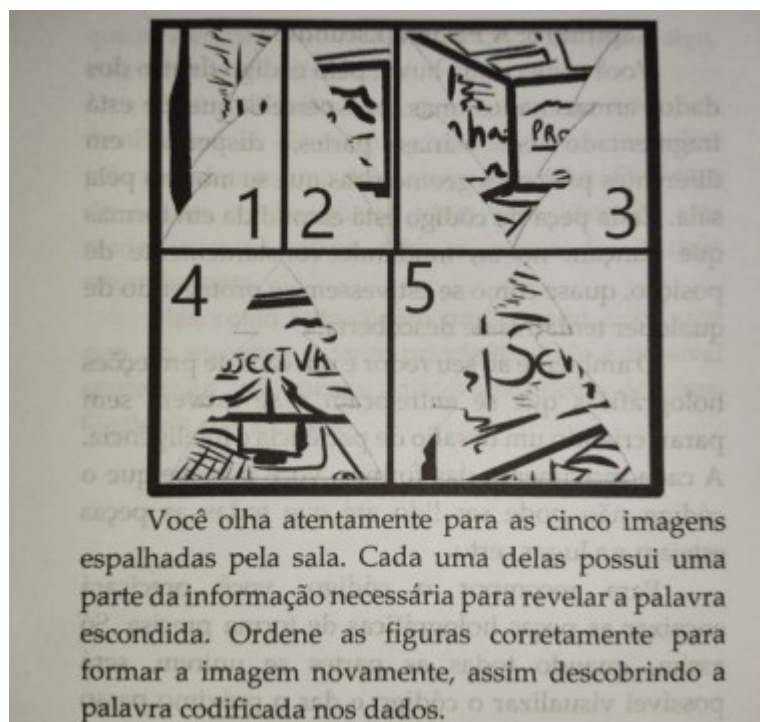 1
2
3
4
5
Você olha atentamente para as cinco imagens
espalhadas pela sala. Cada uma delas possui uma
parte da informação necessária para revelar a palavra
escondida. Ordene as figuras corretamente para
formar a imagem novamente, assim descobrindo a
palavra codificada nos dados.